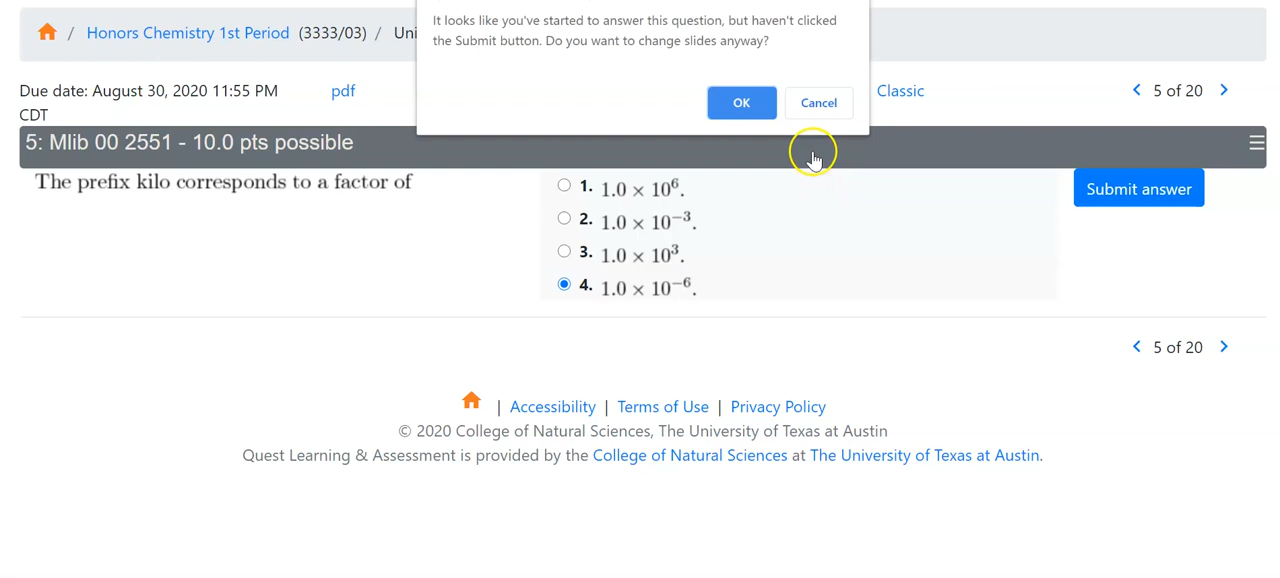 It looks like you've started to answer this question, but haven't clicked
the Submit button. Do you want to change slides anyway?
OK Cancel
/ Honors Chemistry 1st Period (3333/03) / Uni
Due date: August 30, 2020 11:55 PM
CDT
pdf
Classic
< 5 of 20 >
5: Mlib 00 2551 - 10.0 pts possible
The prefix kilo corresponds to a factor of
1. 1.0 × 10⁶.
2. 1.0 × 10⁻³.
3. 1.0 × 10³.
4. 1.0 × 10⁻⁶.
Submit answer
< 5 of 20 >
| Accessibility | Terms of Use | Privacy Policy
© 2020 College of Natural Sciences, The University of Texas at Austin
Quest Learning & Assessment is provided by the College of Natural Sciences at The University of Texas at Austin.